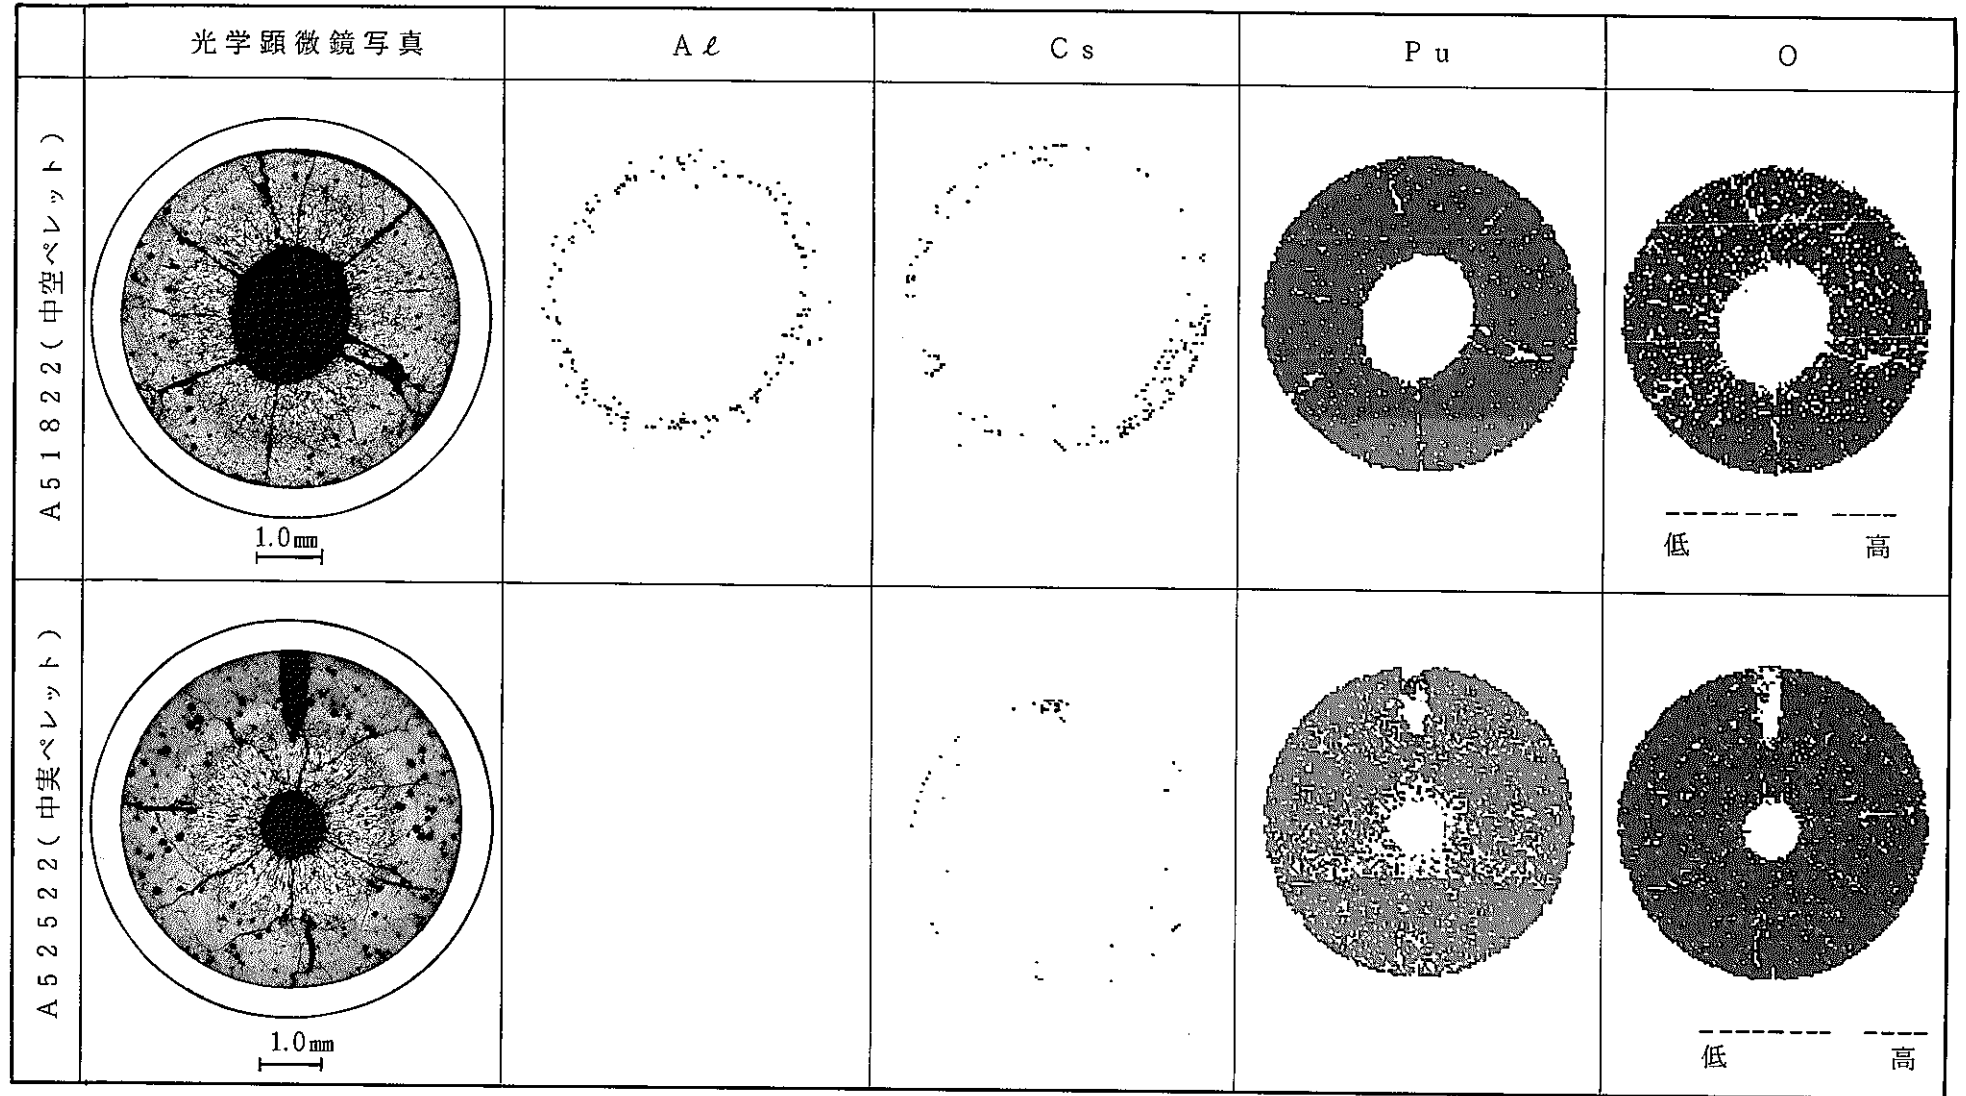 光学顕微鏡写真
Aℓ
Cs
Pu
O
A51822(中空ペレット)
1.0mm
低
高
A52522(中実ペレット)
1.0mm
低
高